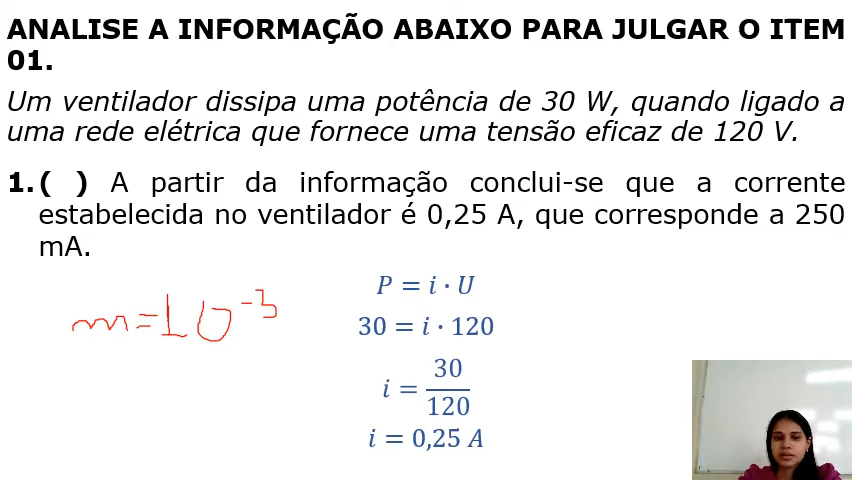 ANALISE A INFORMAÇÃO ABAIXO PARA JULGAR O ITEM
01.
Um ventilador dissipa uma potência de 30 W, quando ligado a
uma rede elétrica que fornece uma tensão eficaz de 120 V.
1. ( ) A partir da informação conclui-se que a corrente
estabelecida no ventilador é 0,25 A, que corresponde a 250
mA.
P = i · U
30 = i · 120
i = 30/120
i = 0,25 A
m = 10⁻³